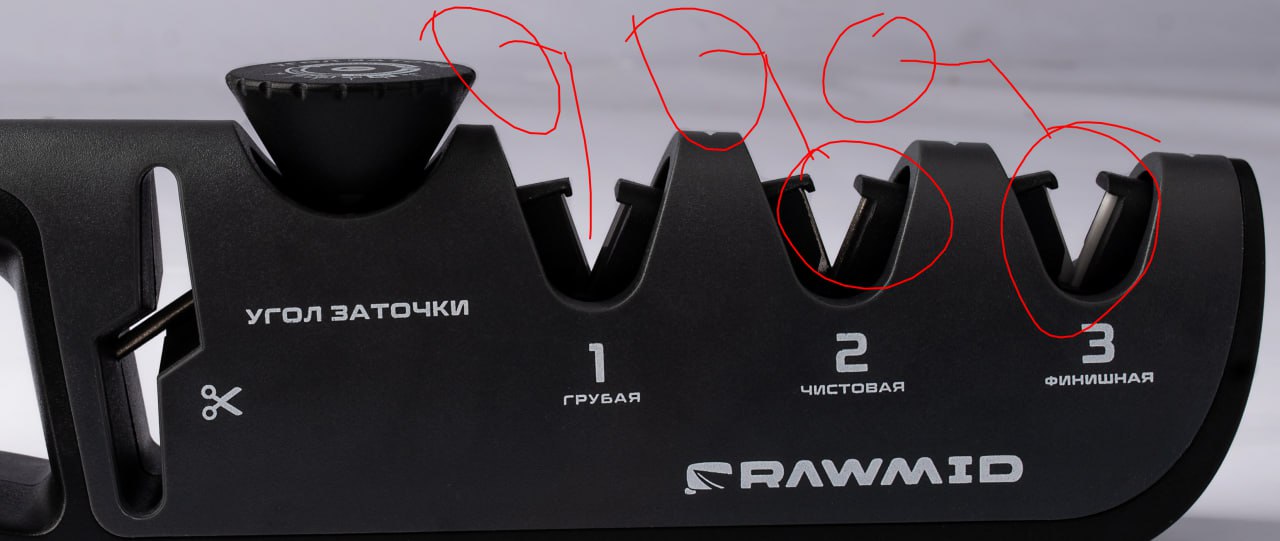 УГОЛ ЗАТОЧКИ
1
ГРУБАЯ
2
ЧИСТОВАЯ
3
ФИНИШНАЯ
RAWMID